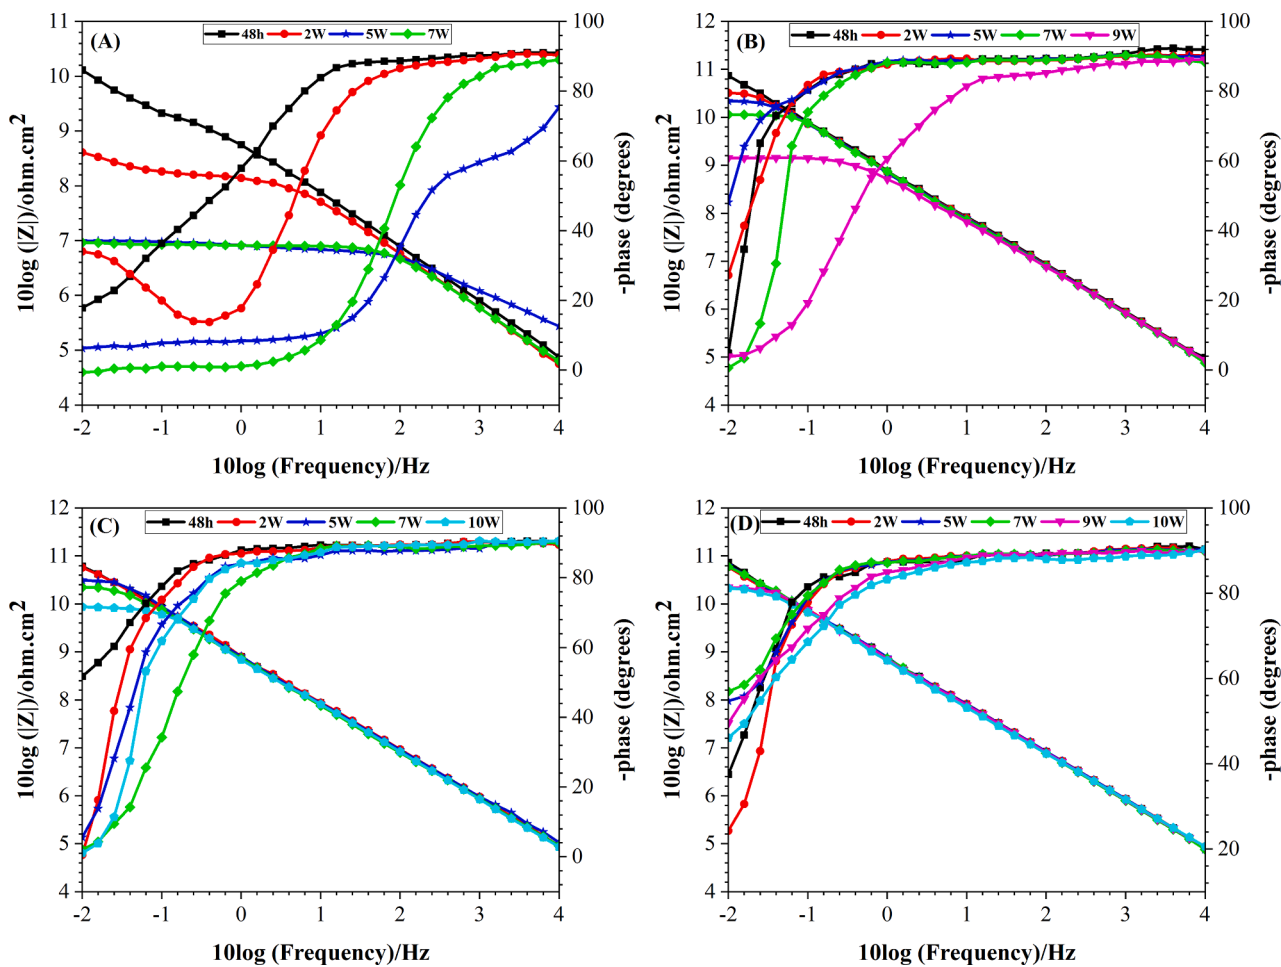 (A)
48h 2W 5W 7W
11
10
9
8
7
6
5
4
10log (|Z|)/ohm.cm2
100
80
60
40
20
0
-phase (degrees)
-2 -1 0 1 2 3 4
10log (Frequency)/Hz
(B)
48h 2W 5W 7W 9W
12
11
10
9
8
7
6
5
4
10log (|Z|)/ohm.cm2
100
80
60
40
20
0
-phase (degrees)
-2 -1 0 1 2 3 4
10log (Frequency)/Hz
(C)
48h 2W 5W 7W 10W
12
11
10
9
8
7
6
5
4
10log (|Z|)/ohm.cm2
100
80
60
40
20
0
-phase (degrees)
-2 -1 0 1 2 3 4
10log (Frequency)/Hz
(D)
48h 2W 5W 7W 9W 10W
12
11
10
9
8
7
6
5
4
10log (|Z|)/ohm.cm2
100
80
60
40
20
-phase (degrees)
-2 -1 0 1 2 3 4
10log (Frequency)/Hz